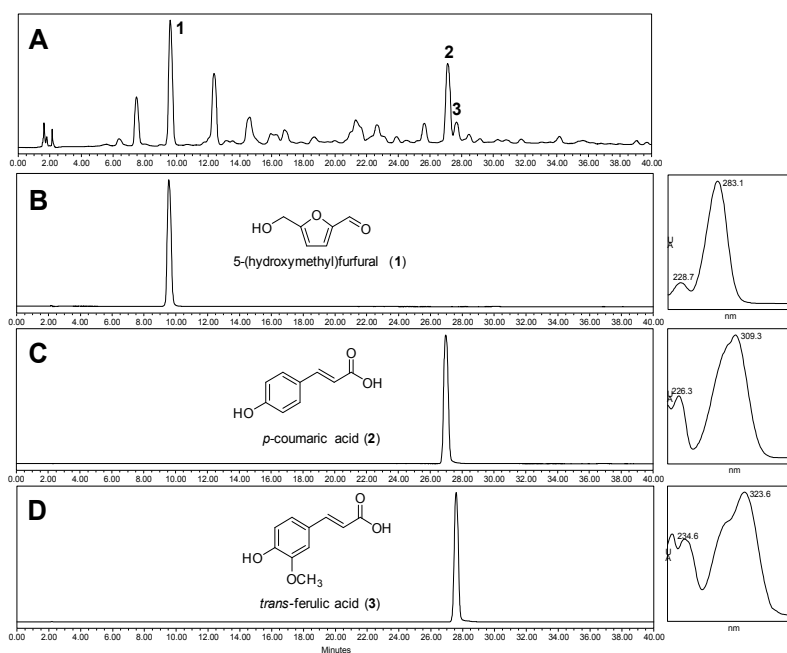 A
1
2
3
0.00 2.00 4.00 6.00 8.00 10.00 12.00 14.00 16.00 18.00 20.00 22.00 24.00 26.00 28.00 30.00 32.00 34.00 36.00 38.00 40.00
B
HO
O
O
5-(hydroxymethyl)furfural (1)
0.00 2.00 4.00 6.00 8.00 10.00 12.00 14.00 16.00 18.00 20.00 22.00 24.00 26.00 28.00 30.00 32.00 34.00 36.00 38.00 40.00
283.1
228.7
AU
nm
C
O
OH
HO
p-coumaric acid (2)
0.00 2.00 4.00 6.00 8.00 10.00 12.00 14.00 16.00 18.00 20.00 22.00 24.00 26.00 28.00 30.00 32.00 34.00 36.00 38.00 40.00
309.3
226.3
AU
nm
D
O
OH
HO
OCH3
trans-ferulic acid (3)
0.00 2.00 4.00 6.00 8.00 10.00 12.00 14.00 16.00 18.00 20.00 22.00 24.00 26.00 28.00 30.00 32.00 34.00 36.00 38.00 40.00
Minutes
323.6
234.6
AU
nm